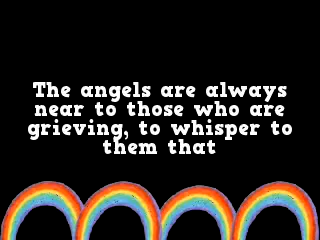 The angels are always
near to those who are
grieving, to whisper to
them that